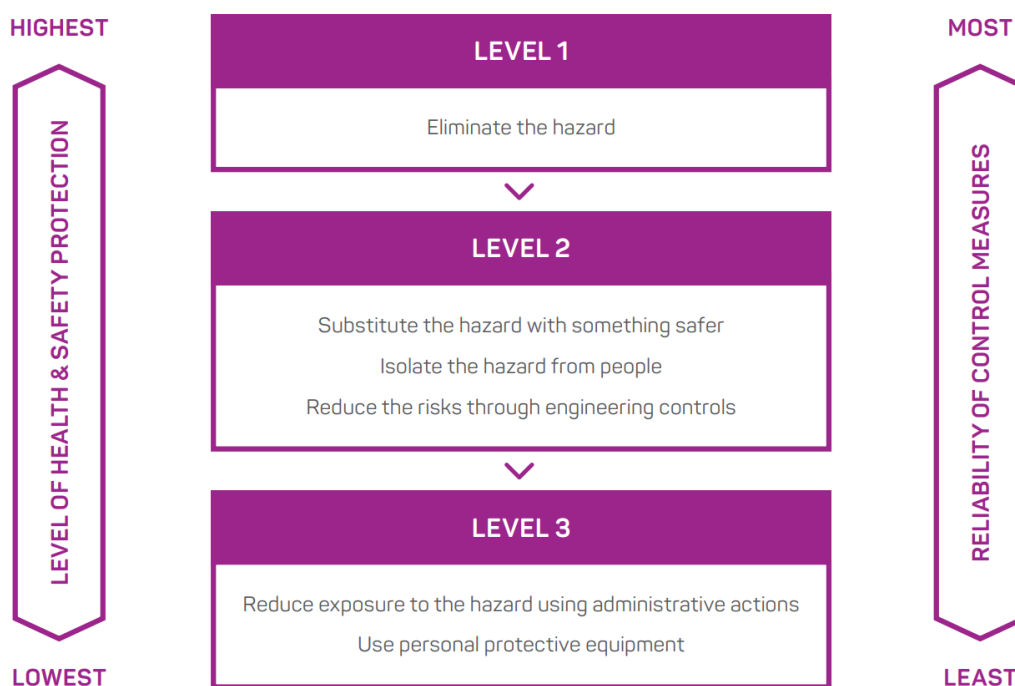 HIGHEST
MOST
LEVEL OF HEALTH & SAFETY PROTECTION
LEVEL 1
Eliminate the hazard
LEVEL 2
Substitute the hazard with something safer
Isolate the hazard from people
Reduce the risks through engineering controls
LEVEL 3
Reduce exposure to the hazard using administrative actions
Use personal protective equipment
RELIABILITY OF CONTROL MEASURES
LOWEST
LEAST